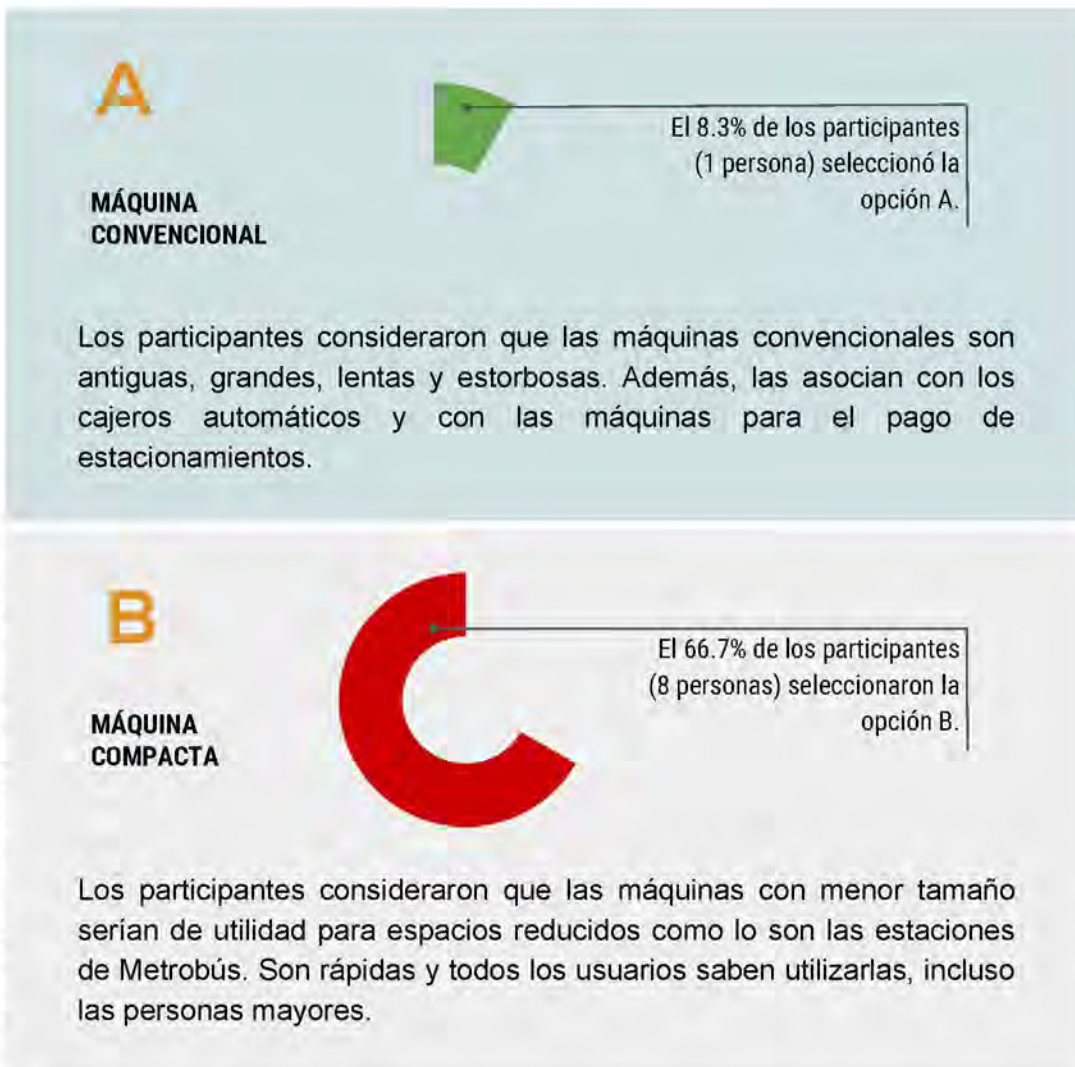 A
MÁQUINA
CONVENCIONAL
El 8.3% de los participantes
(1 persona) seleccionó la
opción A.
Los participantes consideraron que las máquinas convencionales son
antiguas, grandes, lentas y estorbosas. Además, las asocian con los
cajeros automáticos y con las máquinas para el pago de
estacionamientos.
B
MÁQUINA
COMPACTA
El 66.7% de los participantes
(8 personas) seleccionaron la
opción B.
Los participantes consideraron que las máquinas con menor tamaño
serían de utilidad para espacios reducidos como lo son las estaciones
de Metrobús. Son rápidas y todos los usuarios saben utilizarlas, incluso
las personas mayores.